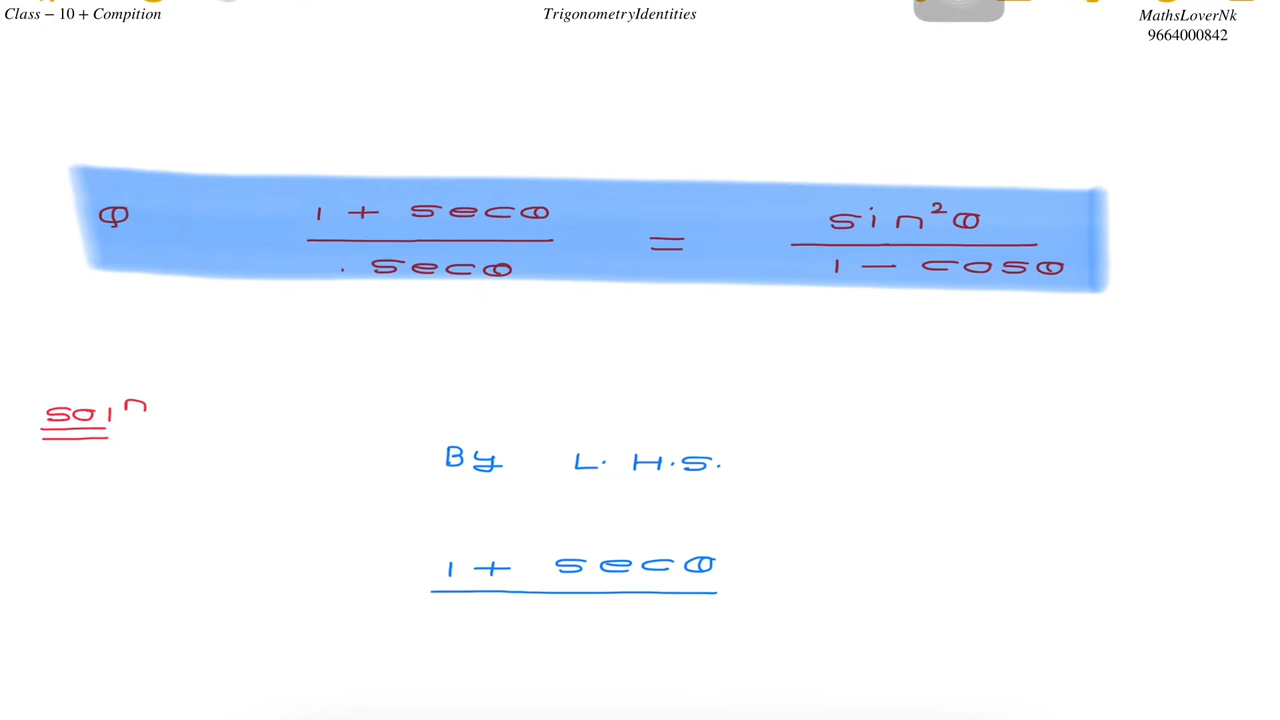 Class – 10 + Compition TrigonometryIdentities MathsLoverNk
9664000842
Q 1 + secθ / secθ = sin²θ / 1 – cosθ
Solⁿ
By L.H.S.
1 + secθ